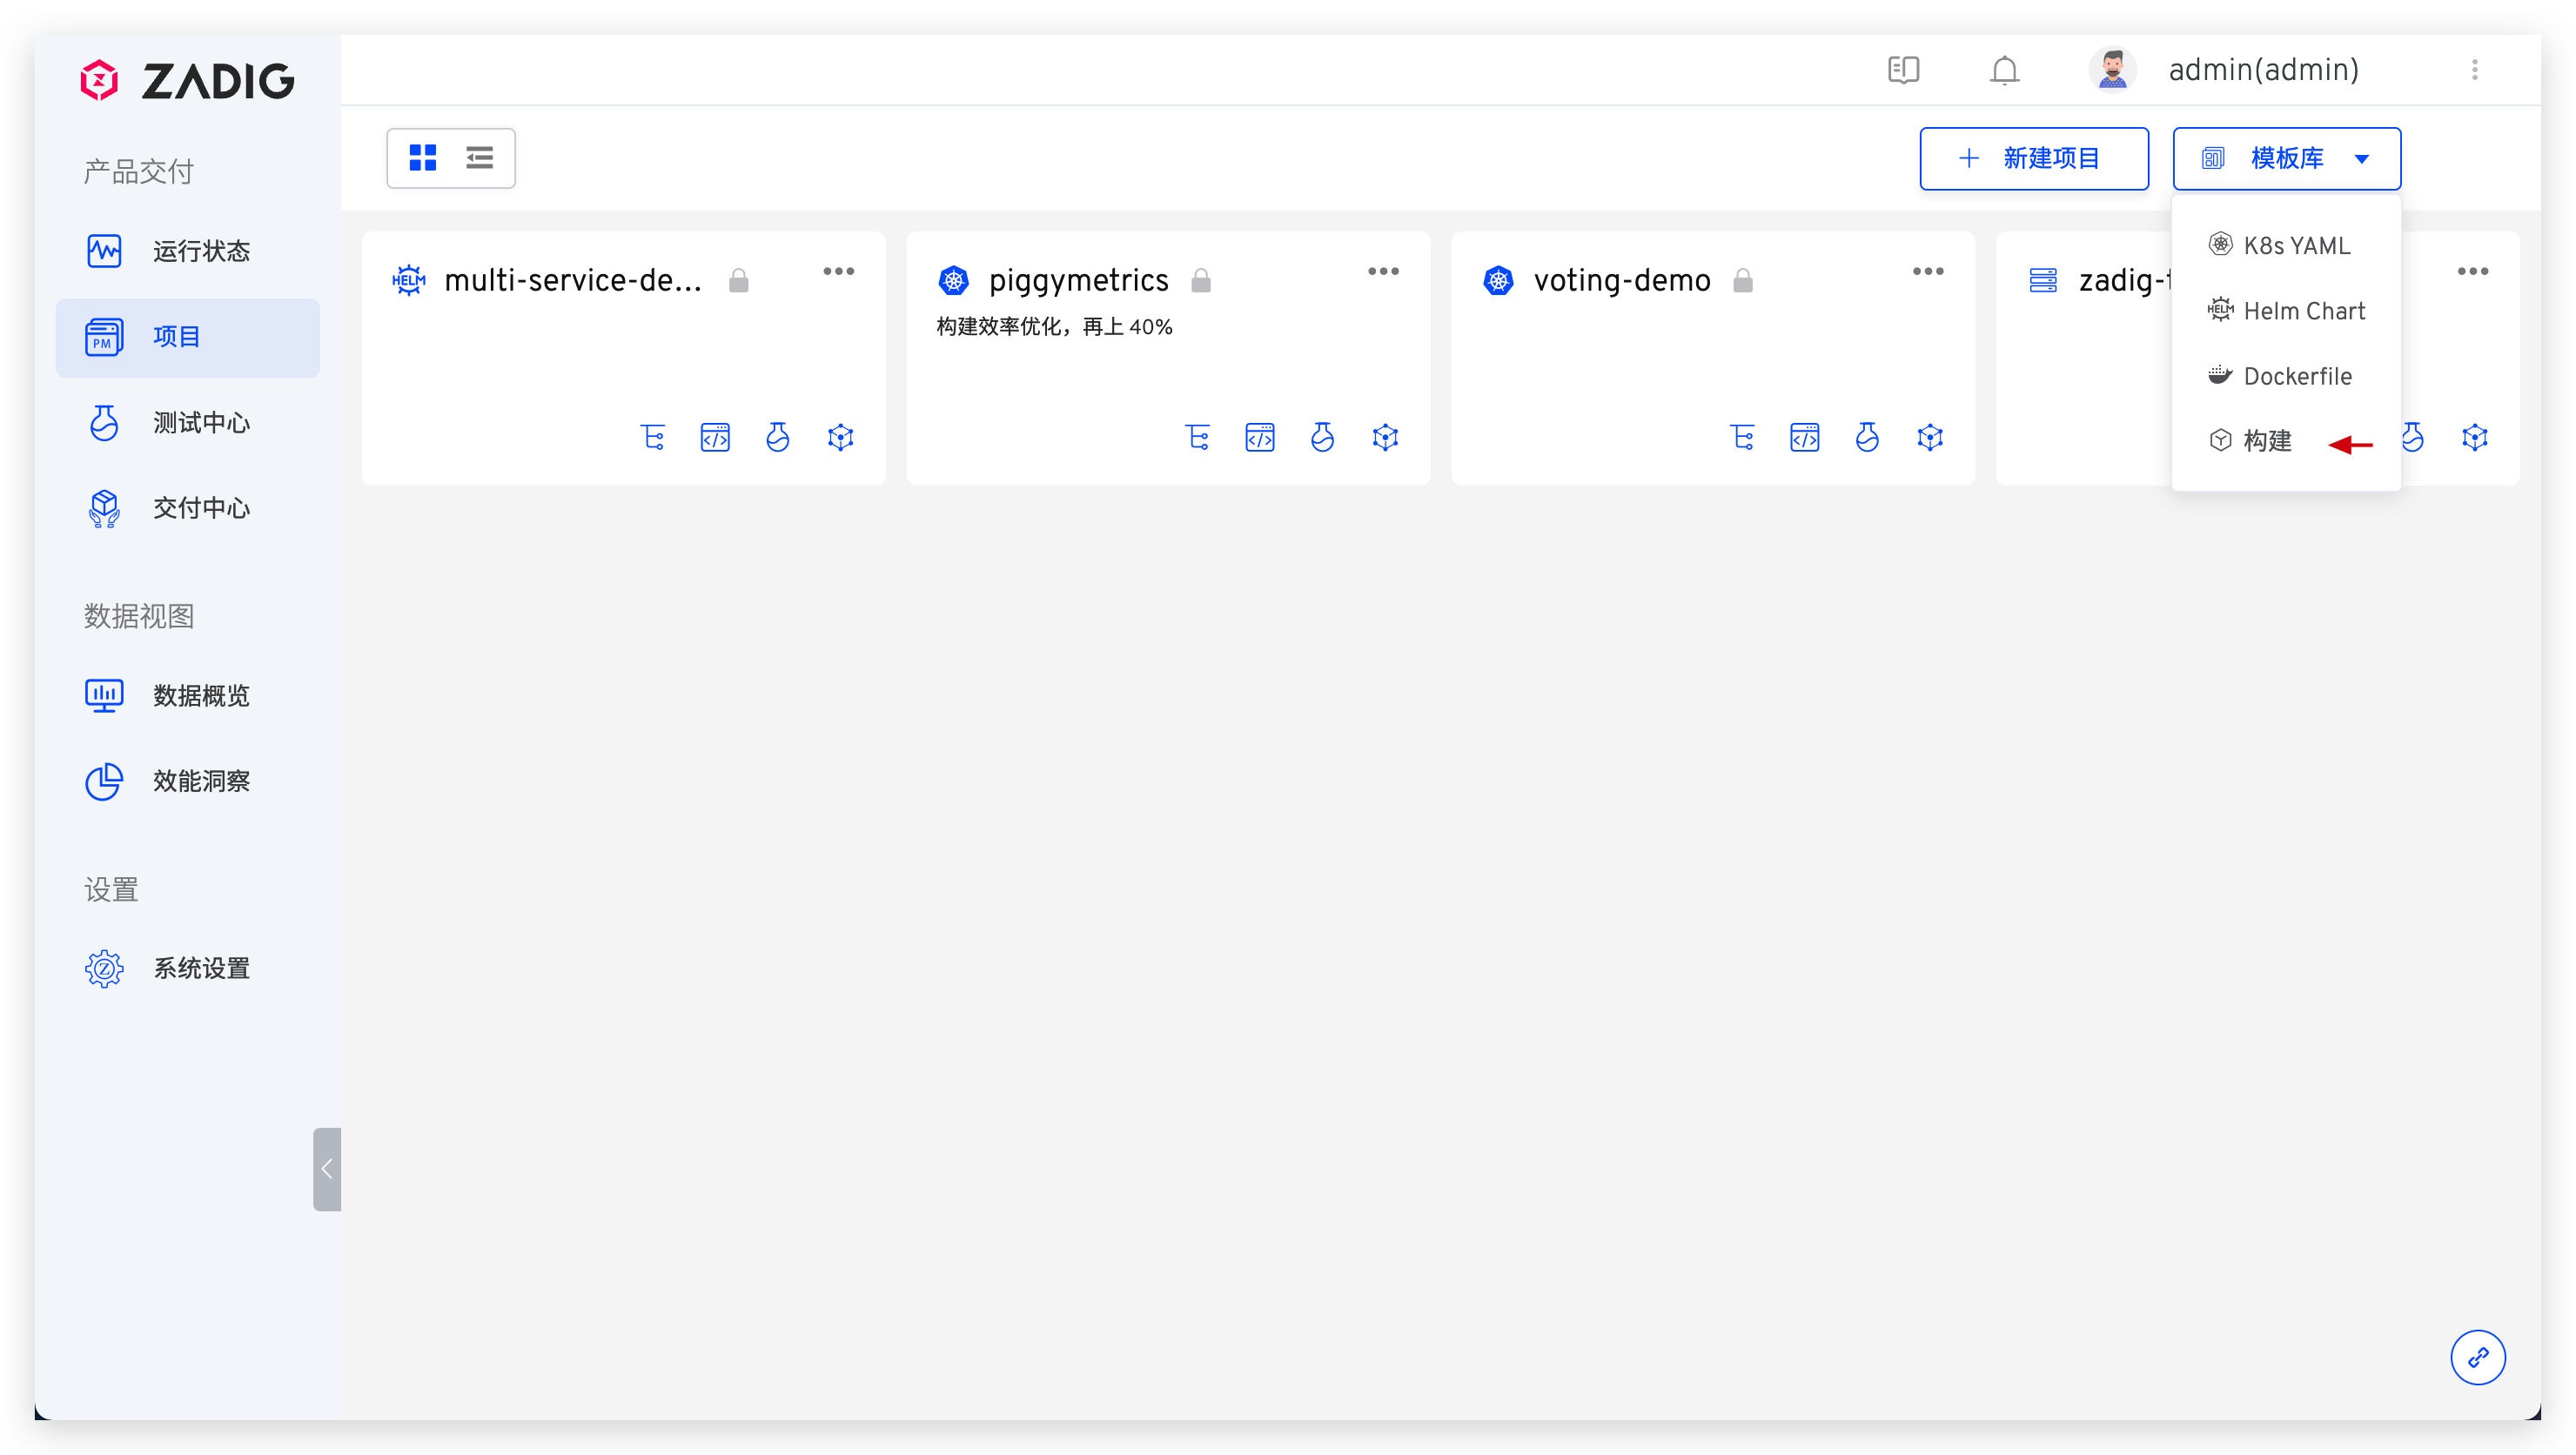 ZADIG
admin(admin)
产品交付
运行状态
项目
测试中心
交付中心
数据视图
数据概览
效能洞察
设置
系统设置
新建项目
模板库
K8s YAML
Helm Chart
Dockerfile
构建
multi-service-de...
piggymetrics
构建效率优化，再上 40%
voting-demo
zadig-